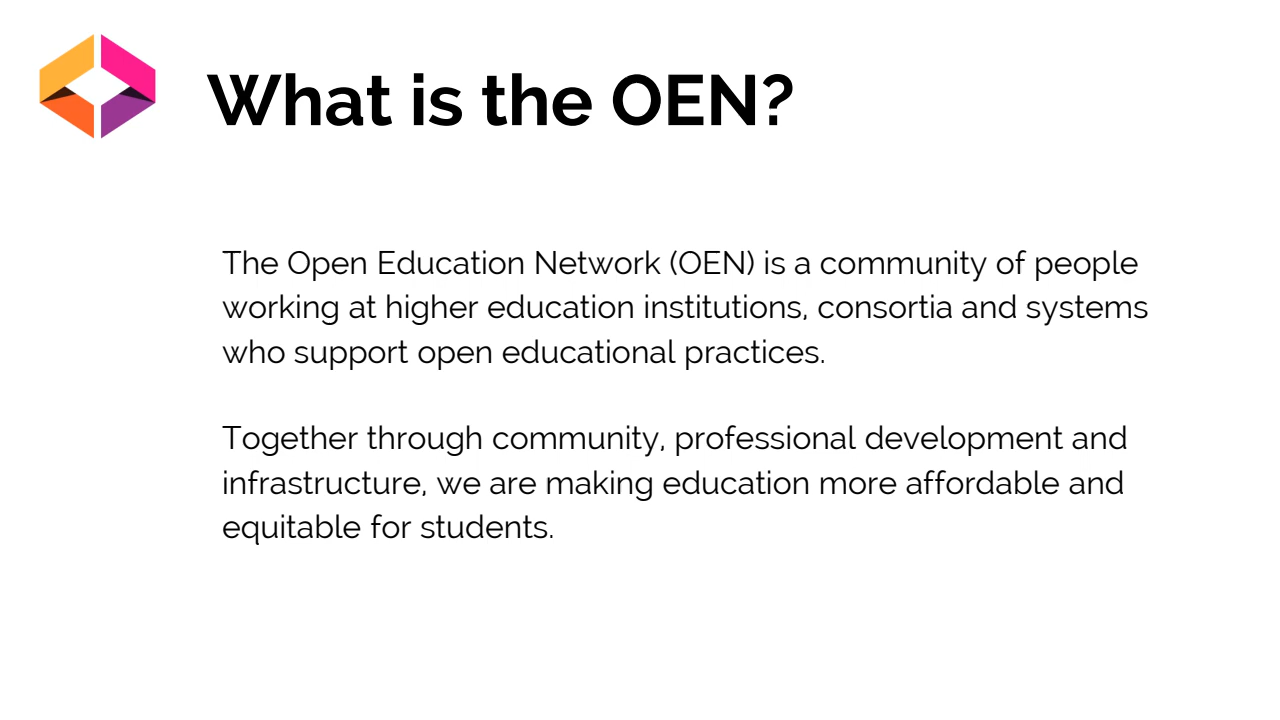 What is the OEN?
The Open Education Network (OEN) is a community of people
working at higher education institutions, consortia and systems
who support open educational practices.
Together through community, professional development and
infrastructure, we are making education more affordable and
equitable for students.